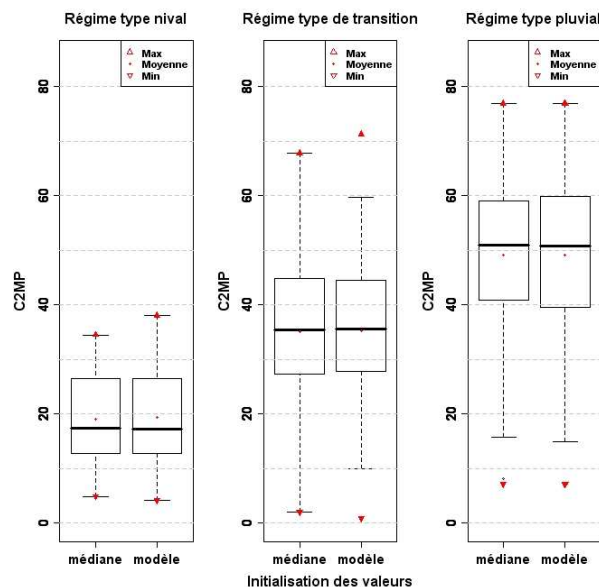 Régime type nival
Régime type de transition
Régime type pluvial
Max
Moyenne
Min
Max
Moyenne
Min
Max
Moyenne
Min
C2MP
80
60
40
20
0
C2MP
80
60
40
20
0
C2MP
80
60
40
20
0
médiane modèle
médiane modèle
médiane modèle
Initialisation des valeurs